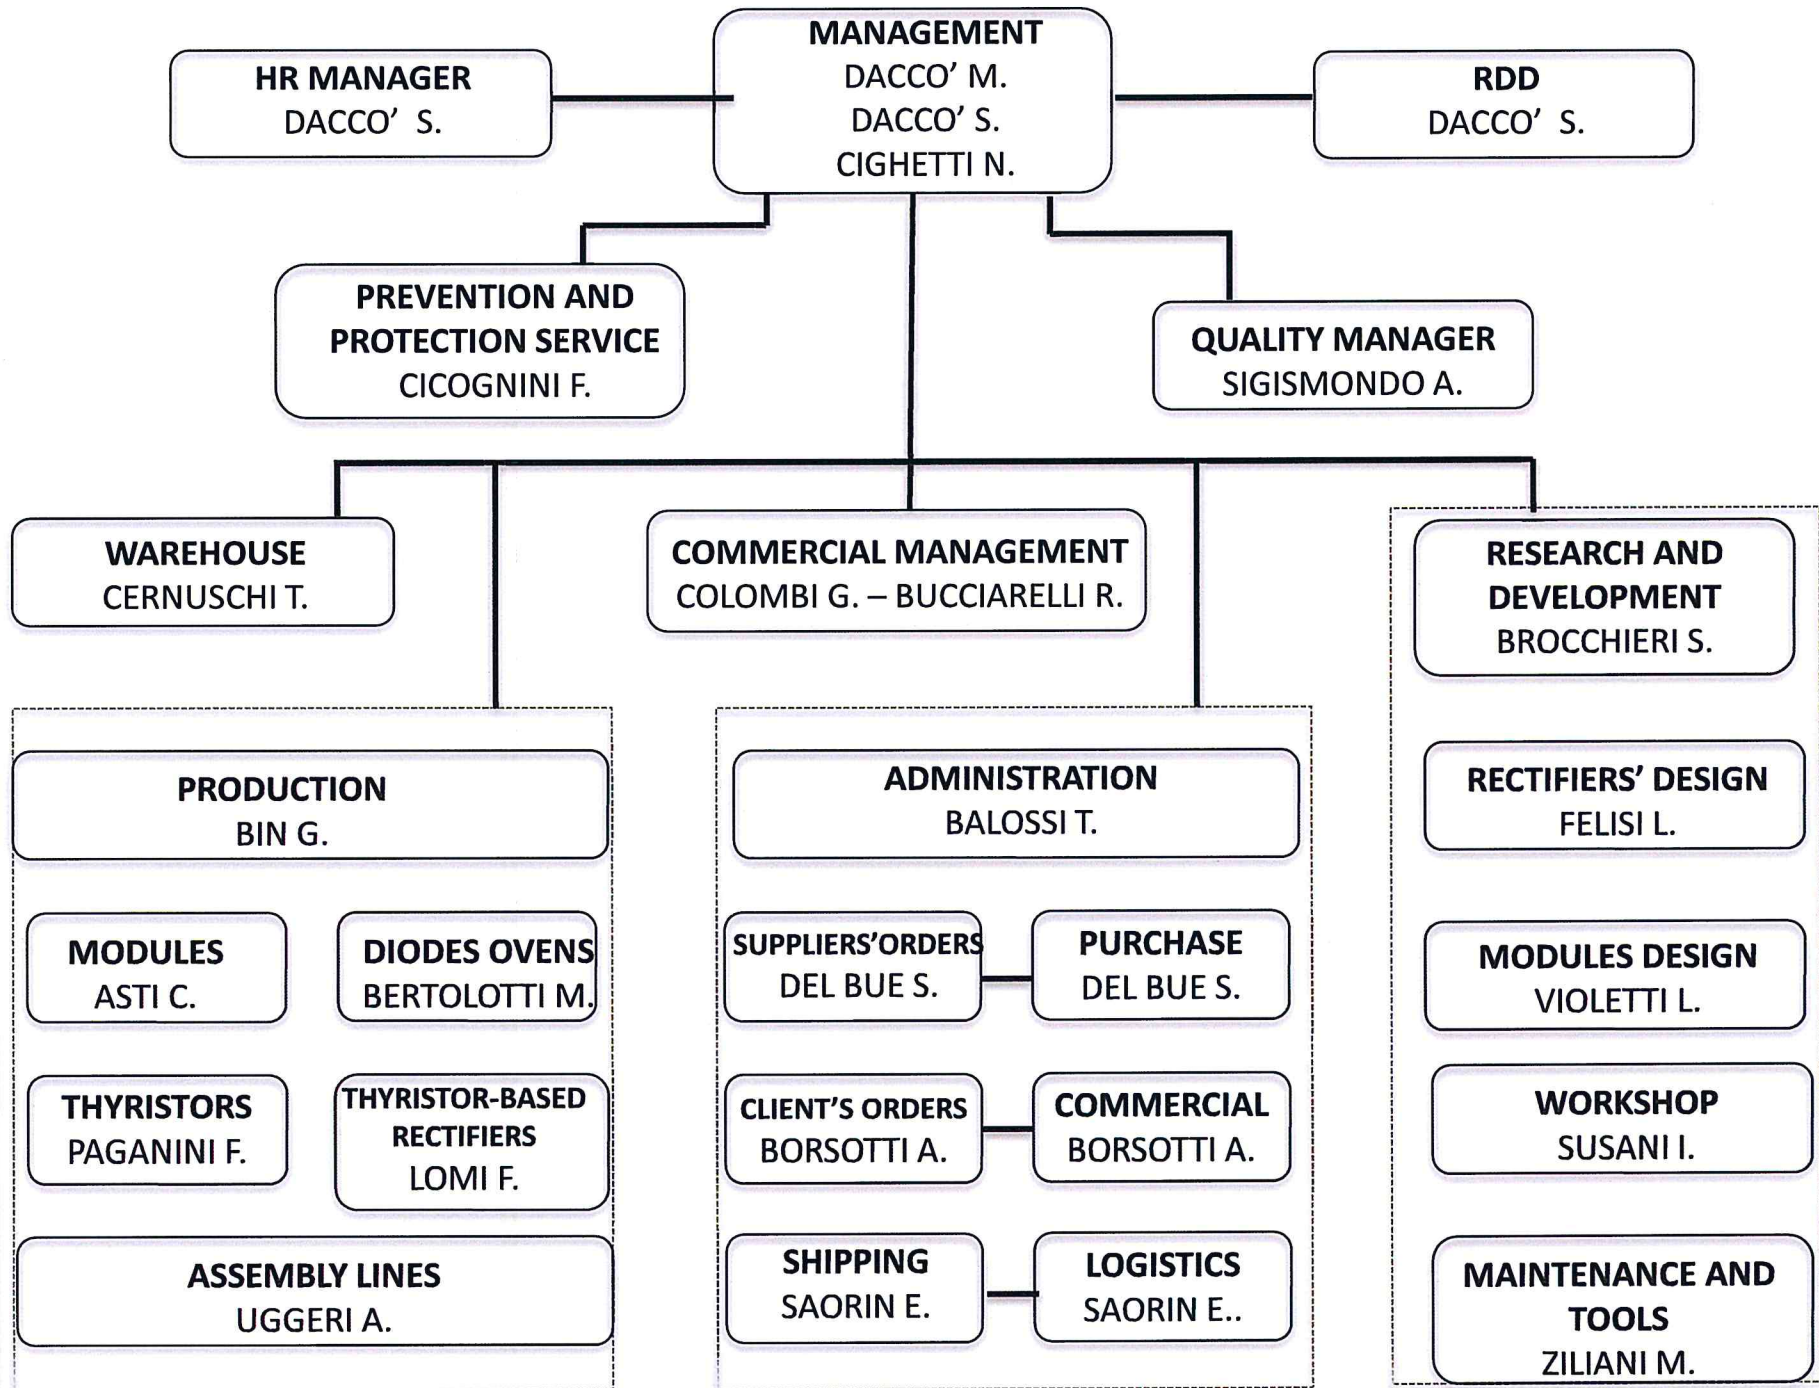 MANAGEMENT
DACCO' M.
DACCO' S.
CIGHETTI N.
HR MANAGER
DACCO' S.
RDD
DACCO' S.
PREVENTION AND
PROTECTION SERVICE
CICOGNINI F.
QUALITY MANAGER
SIGISMONDO A.
WAREHOUSE
CERNUSCHI T.
COMMERCIAL MANAGEMENT
COLOMBI G. – BUCCIARELLI R.
RESEARCH AND
DEVELOPMENT
BROCCHIERI S.
PRODUCTION
BIN G.
MODULES
ASTI C.
DIODES OVENS
BERTOLOTTI M.
THYRISTORS
PAGANINI F.
THYRISTOR-BASED
RECTIFIERS
LOMI F.
ASSEMBLY LINES
UGGERI A.
ADMINISTRATION
BALOSSI T.
SUPPLIERS'ORDERS
DEL BUE S.
PURCHASE
DEL BUE S.
CLIENT'S ORDERS
BORSOTTI A.
COMMERCIAL
BORSOTTI A.
SHIPPING
SAORIN E.
LOGISTICS
SAORIN E..
RECTIFIERS' DESIGN
FELISI L.
MODULES DESIGN
VIOLETTI L.
WORKSHOP
SUSANI I.
MAINTENANCE AND
TOOLS
ZILIANI M.